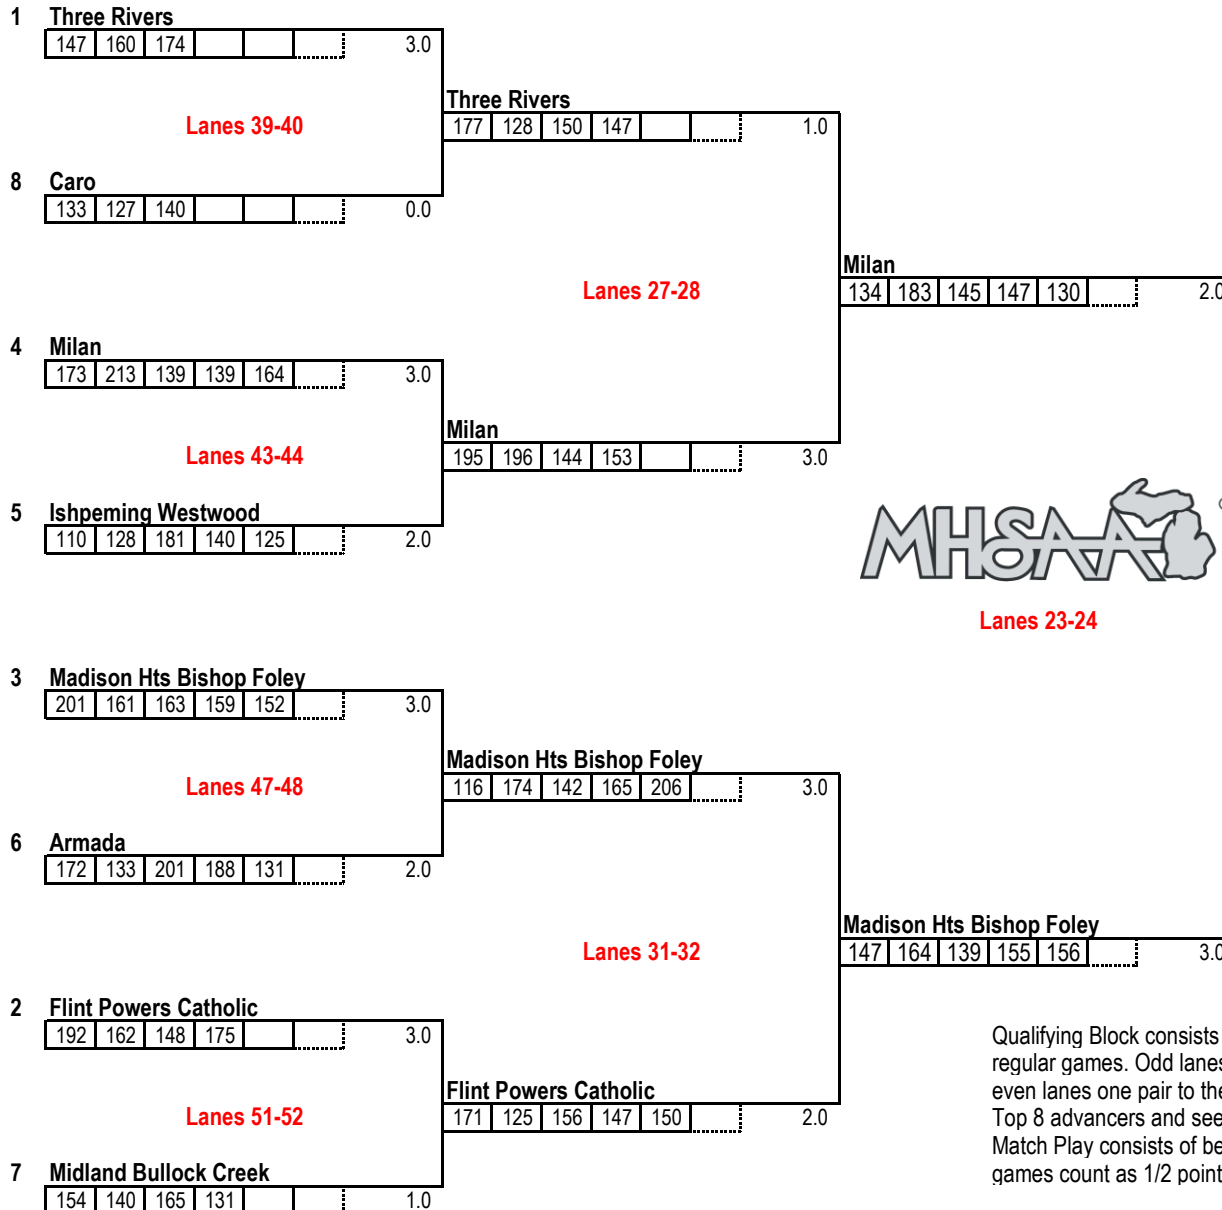 1 Three Rivers
147 160 174 3.0
Three Rivers
Lanes 39-40
177 128 150 147 1.0
8 Caro
133 127 140 0.0
Milan
Lanes 27-28
134 183 145 147 130 2.0
4 Milan
173 213 139 139 164 3.0
Milan
Lanes 43-44
195 196 144 153 3.0
5 Ishpeming Westwood
110 128 181 140 125 2.0
MHSAA
Lanes 23-24
3 Madison Hts Bishop Foley
201 161 163 159 152 3.0
Madison Hts Bishop Foley
Lanes 47-48
116 174 142 165 206 3.0
6 Armada
172 133 201 188 131 2.0
Madison Hts Bishop Foley
Lanes 31-32
147 164 139 155 156 3.0
2 Flint Powers Catholic
192 162 148 175 3.0
Flint Powers Catholic
Lanes 51-52
171 125 156 147 150 2.0
7 Midland Bullock Creek
154 140 165 131 1.0
Qualifying Block consists
regular games. Odd lanes
even lanes one pair to the
Top 8 advancers and see
Match Play consists of be
games count as 1/2 point